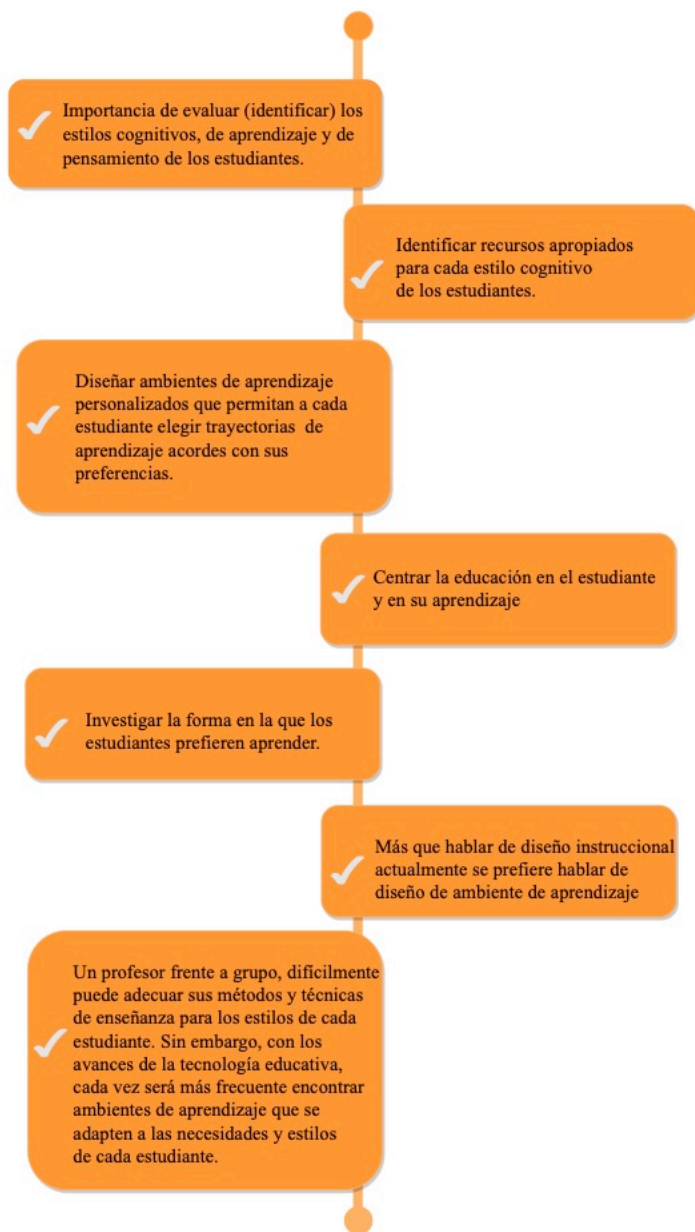 Importancia de evaluar (identificar) los
estilos cognitivos, de aprendizaje y de
pensamiento de los estudiantes.
Identificar recursos apropiados
para cada estilo cognitivo
de los estudiantes.
Diseñar ambientes de aprendizaje
personalizados que permitan a cada
estudiante elegir trayectorias de
aprendizaje acordes con sus
preferencias.
Centrar la educación en el estudiante
y en su aprendizaje
Investigar la forma en la que los
estudiantes prefieren aprender.
Más que hablar de diseño instruccional
actualmente se prefiere hablar de
diseño de ambiente de aprendizaje
Un profesor frente a grupo, difícilmente
puede adecuar sus métodos y técnicas
de enseñanza para los estilos de cada
estudiante. Sin embargo, con los
avances de la tecnología educativa,
cada vez será más frecuente encontrar
ambientes de aprendizaje que se
adapten a las necesidades y estilos
de cada estudiante.